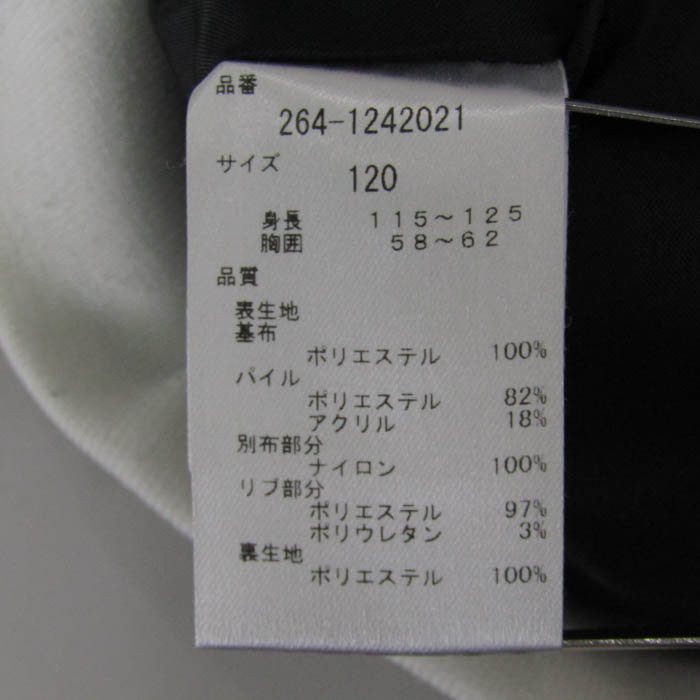 品番
264-1242021
サイズ
120
身長 115～125
胸囲 58～62
品質
表生地
基布
ポリエステル 100%
パイル
ポリエステル 82%
アクリル 18%
別布部分
ナイロン 100%
リブ部分
ポリエステル 97%
ポリウレタン 3%
裏生地
ポリエステル 100%